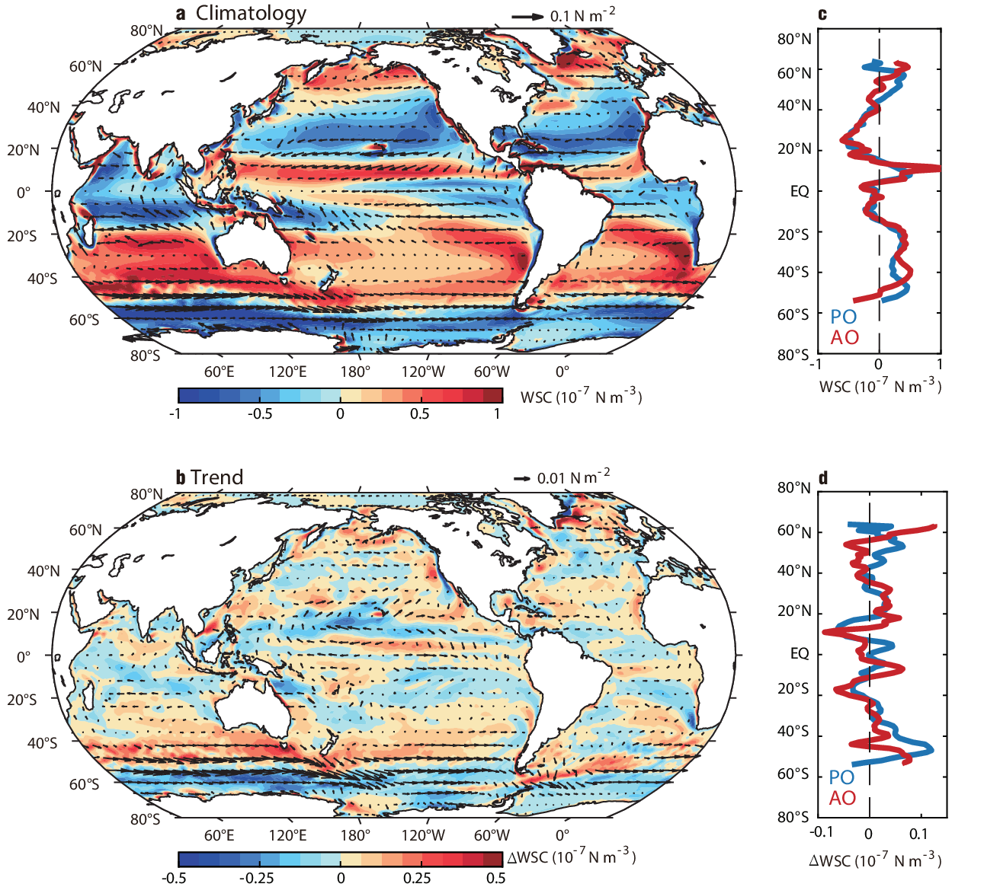 a Climatology
0.1 N m-2
80°N
60°N
40°N
20°N
0°
20°S
40°S
60°S
80°S
60°E 120°E 180° 120°W 60°W 0°
-1 -0.5 0 0.5 1
WSC (10-7 N m-3)
c
80°N
60°N
40°N
20°N
EQ
20°S
40°S
60°S
80°S
PO
AO
-1 0 1
WSC (10-7 N m-3)
b Trend
0.01 N m-2
80°N
60°N
40°N
20°N
0°
20°S
40°S
60°S
80°S
60°E 120°E 180° 120°W 60°W 0°
-0.5 -0.25 0 0.25 0.5
ΔWSC (10-7 N m-3)
d
80°N
60°N
40°N
20°N
EQ
20°S
40°S
60°S
80°S
PO
AO
-0.1 0 0.1
ΔWSC (10-7 N m-3)